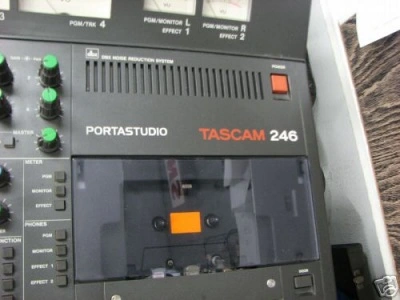 3
PGM/TRK 4
PGM/MONITOR L
EFFECT 1
PGM/MONITOR R
EFFECT 2
dbx NOISE REDUCTION SYSTEM
POWER
PORTASTUDIO
TASCAM 246
MASTER
METER
PGM
MONITOR
EFFECT
PHONES
PGM
MONITOR
EFFECT 1
EFFECT 2